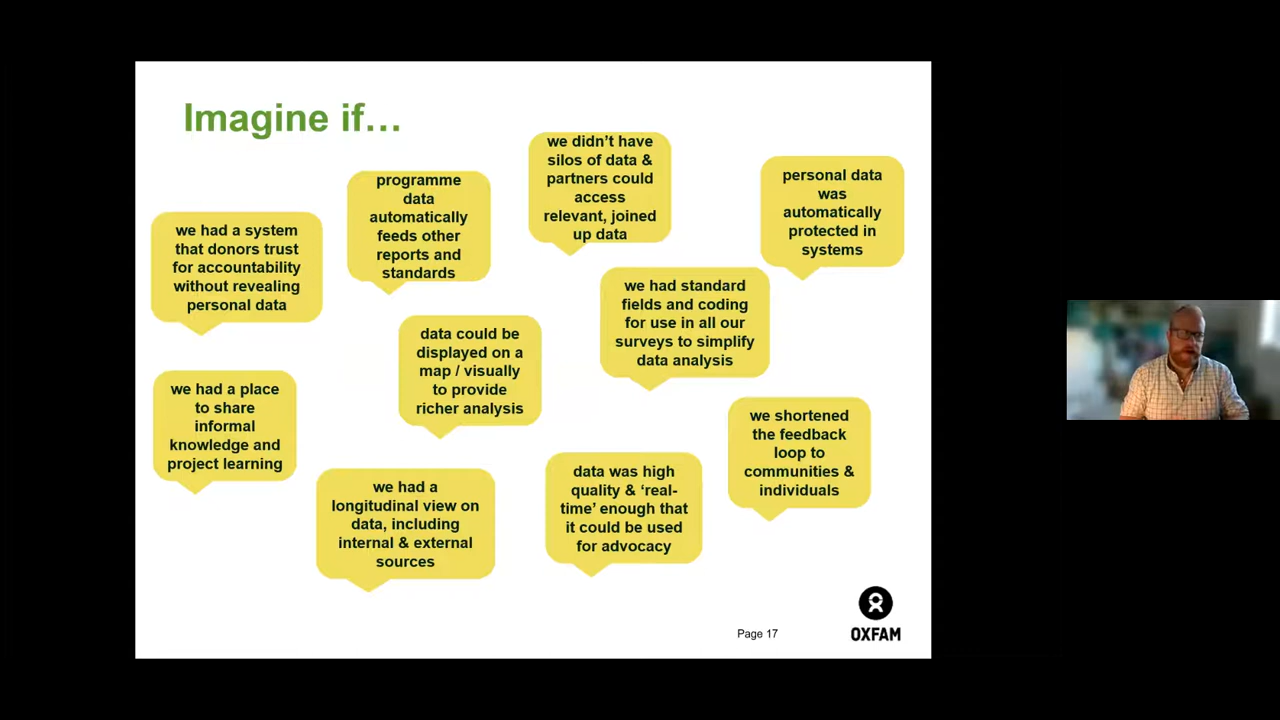 Imagine if…
we had a system
that donors trust
for accountability
without revealing
personal data
programme
data
automatically
feeds other
reports and
standards
we didn’t have
silos of data &
partners could
access
relevant, joined
up data
personal data
was
automatically
protected in
systems
data could be
displayed on a
map / visually
to provide
richer analysis
we had standard
fields and coding
for use in all our
surveys to simplify
data analysis
we had a place
to share
informal
knowledge and
project learning
we had a
longitudinal view on
data, including
internal & external
sources
data was high
quality & ‘real-
time’ enough that
it could be used
for advocacy
we shortened
the feedback
loop to
communities &
individuals
Page 17
OXFAM